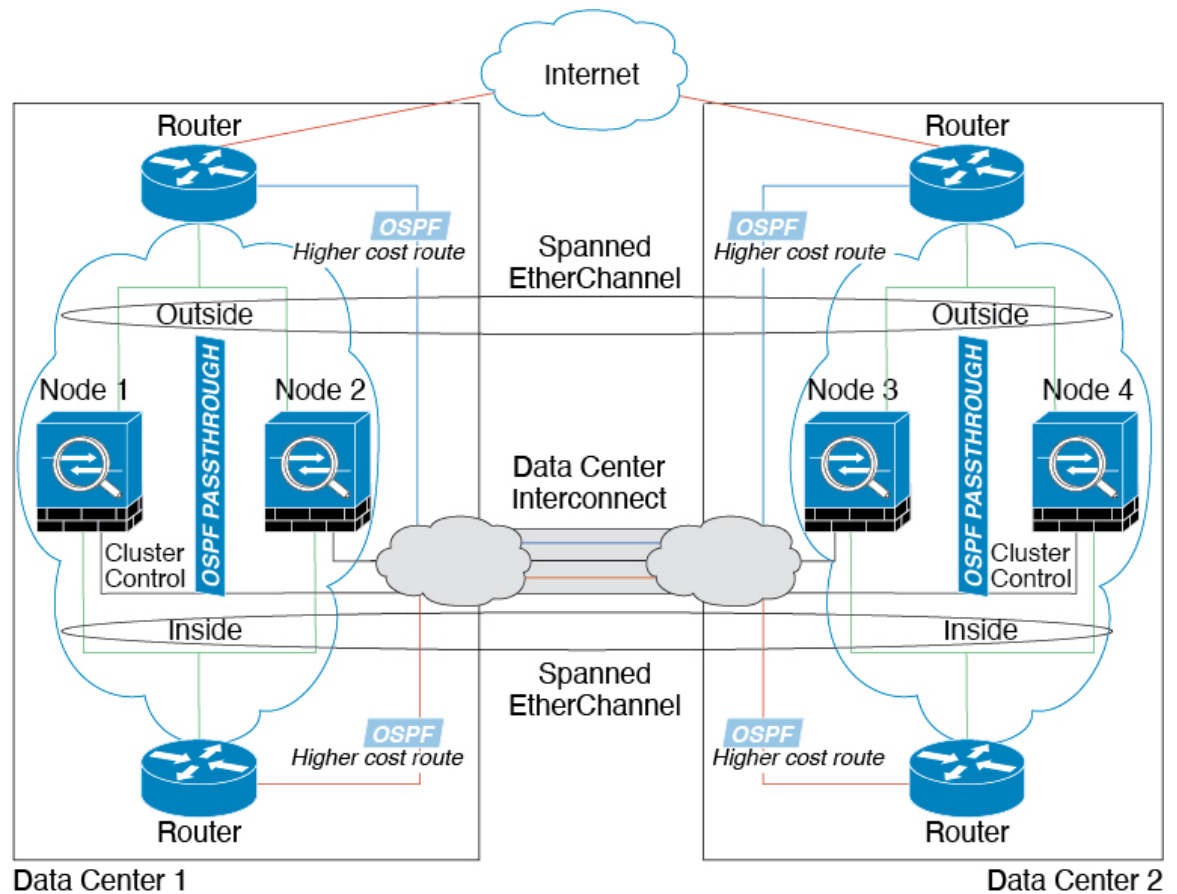 Internet
Router
Router
OSPF
Higher cost route
OSPF
Higher cost route
Spanned
EtherChannel
Outside
Outside
Node 1
Node 2
Node 3
Node 4
OSPF PASSTHROUGH
OSPF PASSTHROUGH
Data Center
Interconnect
Cluster
Control
Cluster
Control
Inside
Inside
Spanned
EtherChannel
OSPF
Higher cost route
OSPF
Higher cost route
Router
Router
Data Center 1
Data Center 2